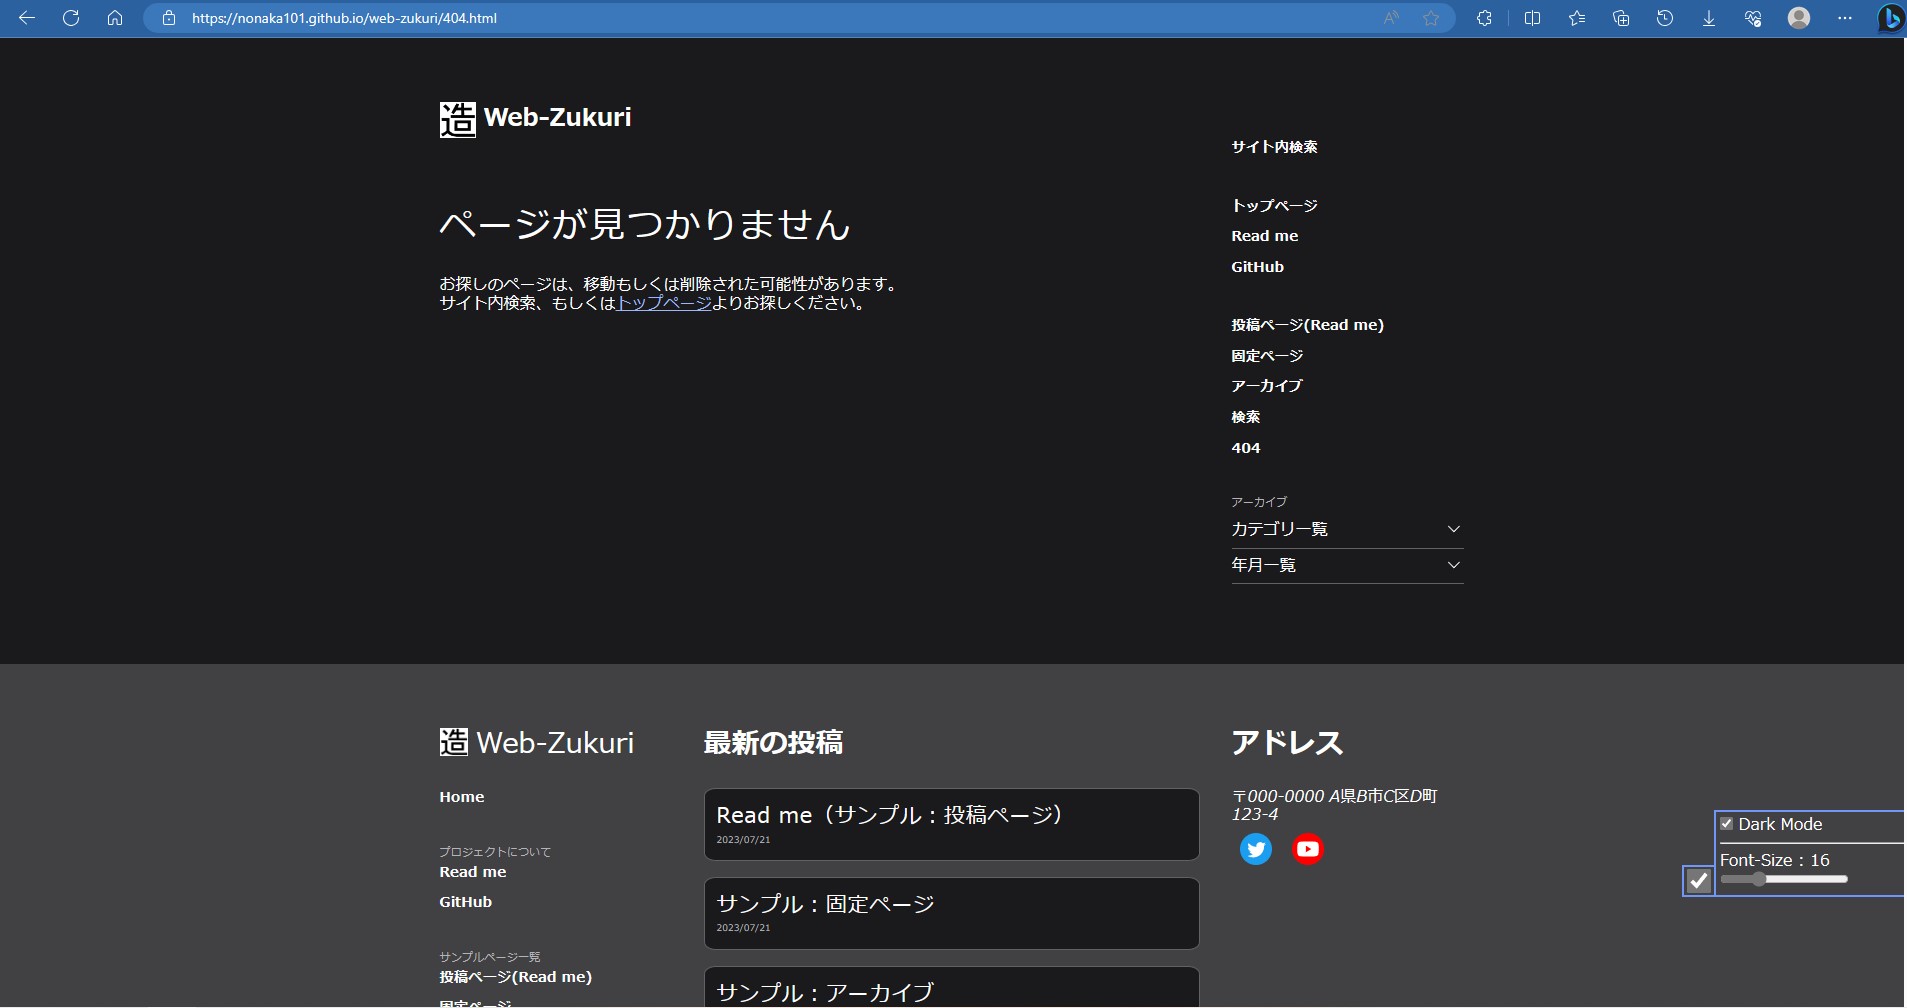 https://nonaka101.github.io/web-zukuri/404.html
造 Web-Zukuri
ページが見つかりません
お探しのページは、移動もしくは削除された可能性があります。
サイト内検索、もしくはトップページよりお探しください。
サイト内検索
トップページ
Read me
GitHub
投稿ページ(Read me)
固定ページ
アーカイブ
検索
404
アーカイブ
カテゴリ一覧
年月一覧
造 Web-Zukuri
Home
プロジェクトについて
Read me
GitHub
サンプルページ一覧
投稿ページ(Read me)
固定ページ
最新の投稿
Read me（サンプル：投稿ページ）
2023/07/21
サンプル：固定ページ
2023/07/21
サンプル：アーカイブ
アドレス
〒000-0000 A県B市C区D町
123-4
Dark Mode
Font-Size : 16